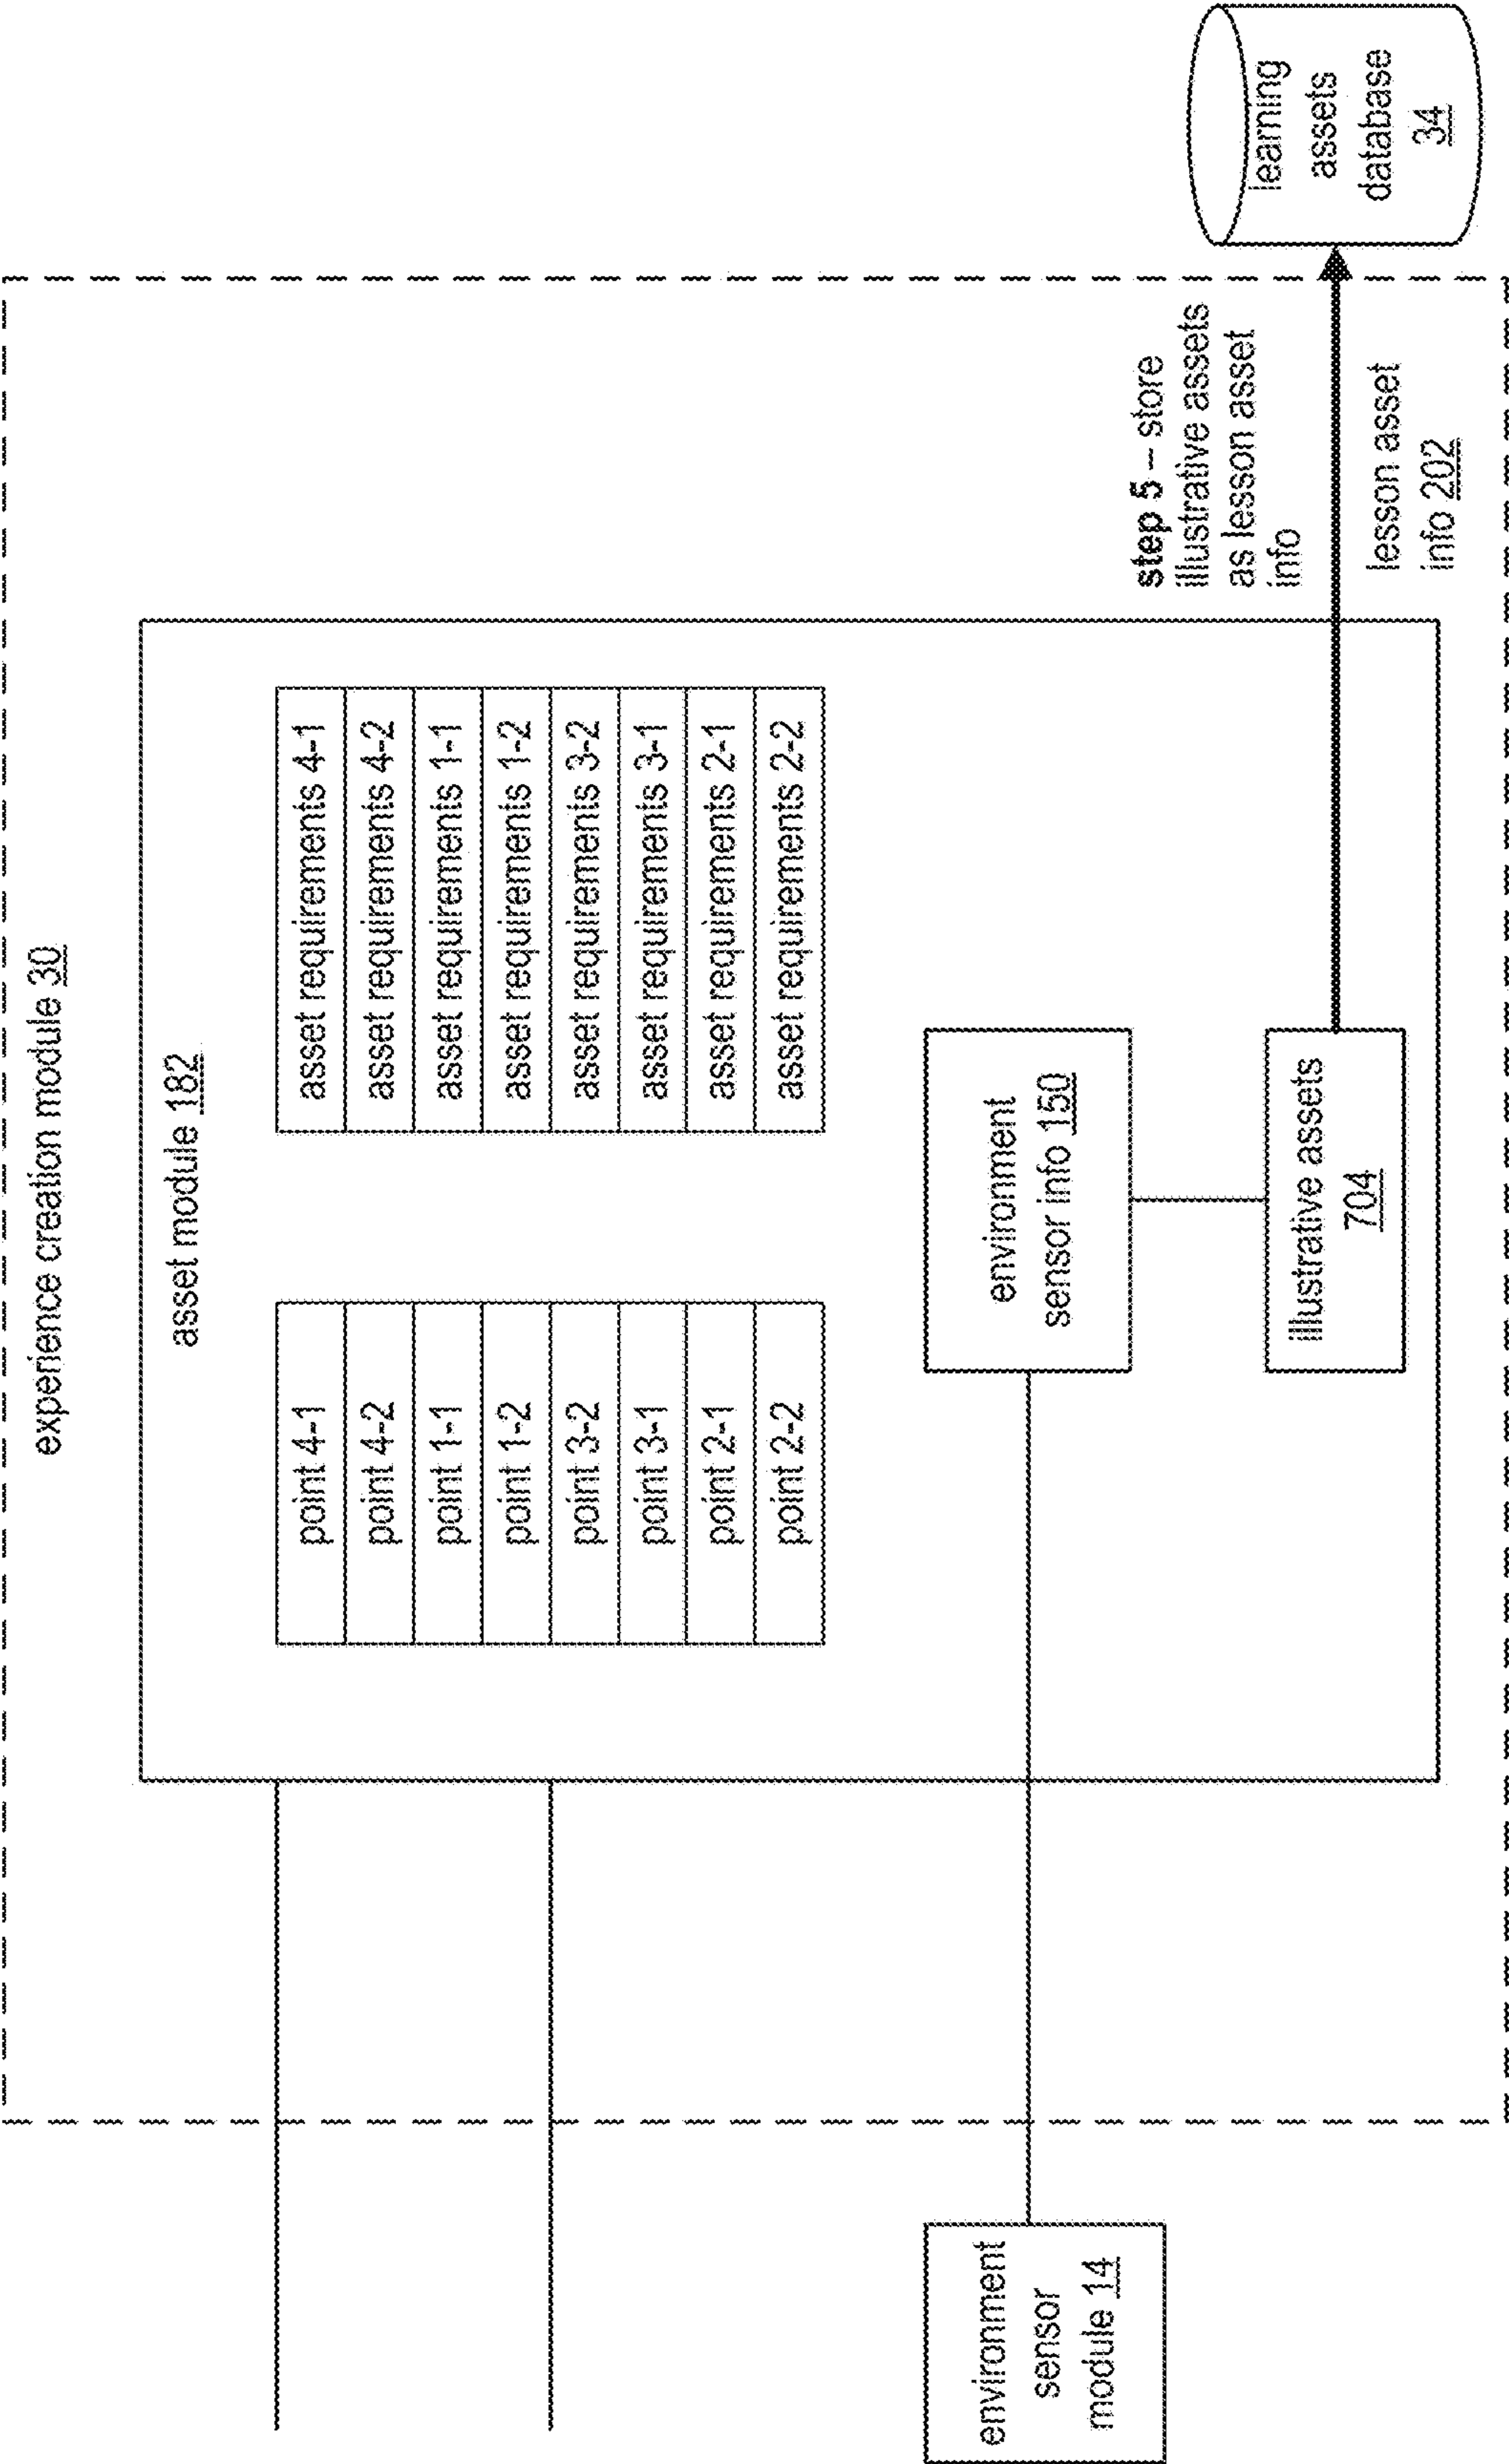 experience creation module 30
asset module 182
point 4-1
point 4-2
point 1-1
point 1-2
point 3-2
point 3-1
point 2-1
point 2-2
asset requirements 4-1
asset requirements 4-2
asset requirements 1-1
asset requirements 1-2
asset requirements 3-2
asset requirements 3-1
asset requirements 2-1
asset requirements 2-2
environment
sensor
module 14
environment
sensor info 150
illustrative assets
704
step 5 – store
illustrative assets
as lesson asset
info
lesson asset
info 202
learning
assets
database
34